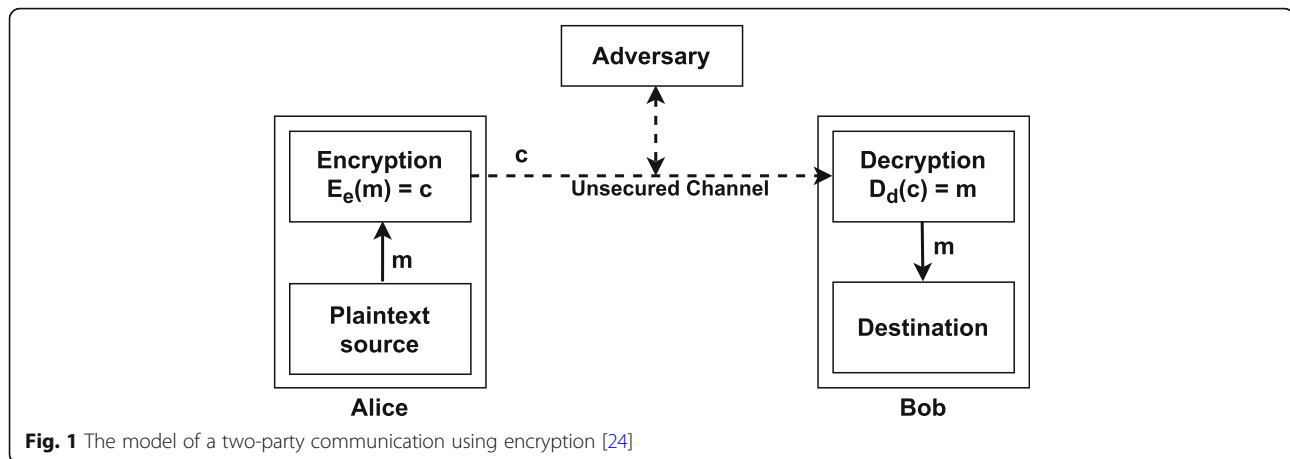 Adversary
Encryption
Eₑ(m) = c
c
Unsecured Channel
Decryption
D_d(c) = m
m
m
Plaintext
source
Destination
Alice
Bob
Fig. 1 The model of a two-party communication using encryption [24]